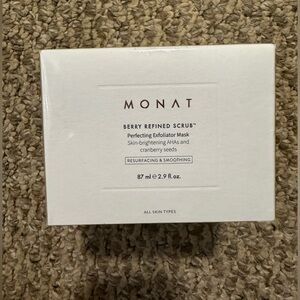 MONAT
BERRY REFINED SCRUB™
Perfecting Exfoliator Mask
Skin-brightening AHAs and
cranberry seeds
RESURFACING & SMOOTHING
87 ml ℮ 2.9 fl. oz.
ALL SKIN TYPES